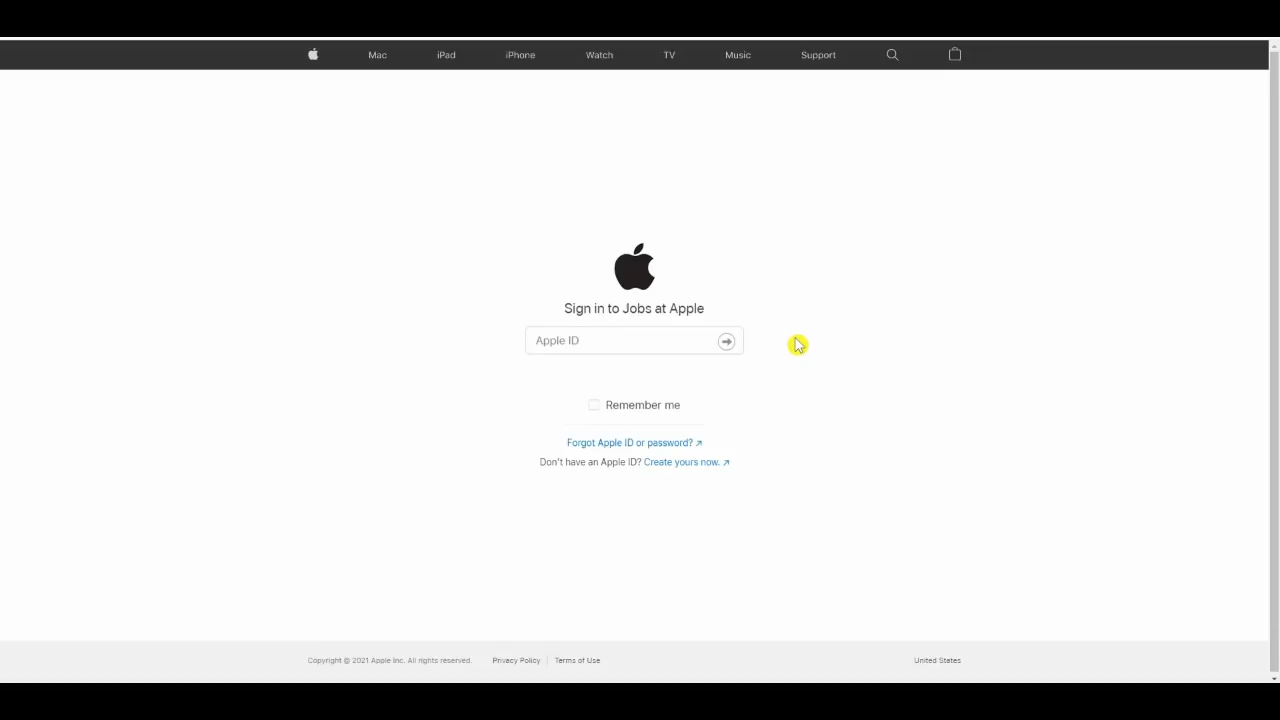 Mac iPad iPhone Watch TV Music Support
Sign in to Jobs at Apple
Apple ID
Remember me
Forgot Apple ID or password? ↗
Don't have an Apple ID? Create yours now. ↗
Copyright © 2021 Apple Inc. All rights reserved. Privacy Policy | Terms of Use United States